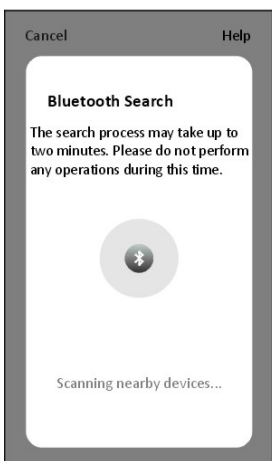 Cancel Help
Bluetooth Search
The search process may take up to
two minutes. Please do not perform
any operations during this time.
Scanning nearby devices...